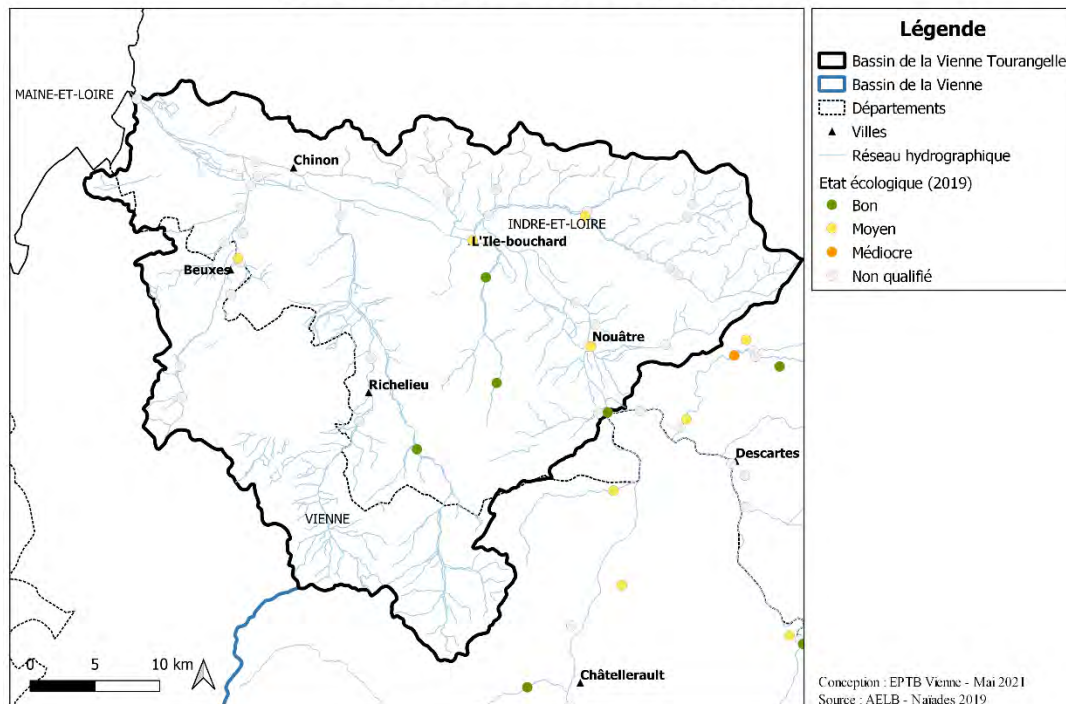 MAINE-ET-LOIRE
Chinon
INDRE-ET-LOIRE
L'Ile-bouchard
Beuxes
Nouâtre
Richelieu
Descartes
VIENNE
Châtellerault
0 5 10 km
Légende
Bassin de la Vienne Tourangelle
Bassin de la Vienne
Départements
Villes
Réseau hydrographique
Etat écologique (2019)
Bon
Moyen
Médiocre
Non qualifié
Conception : EPTB Vienne - Mai 2021
Source : AELB - Naïades 2019